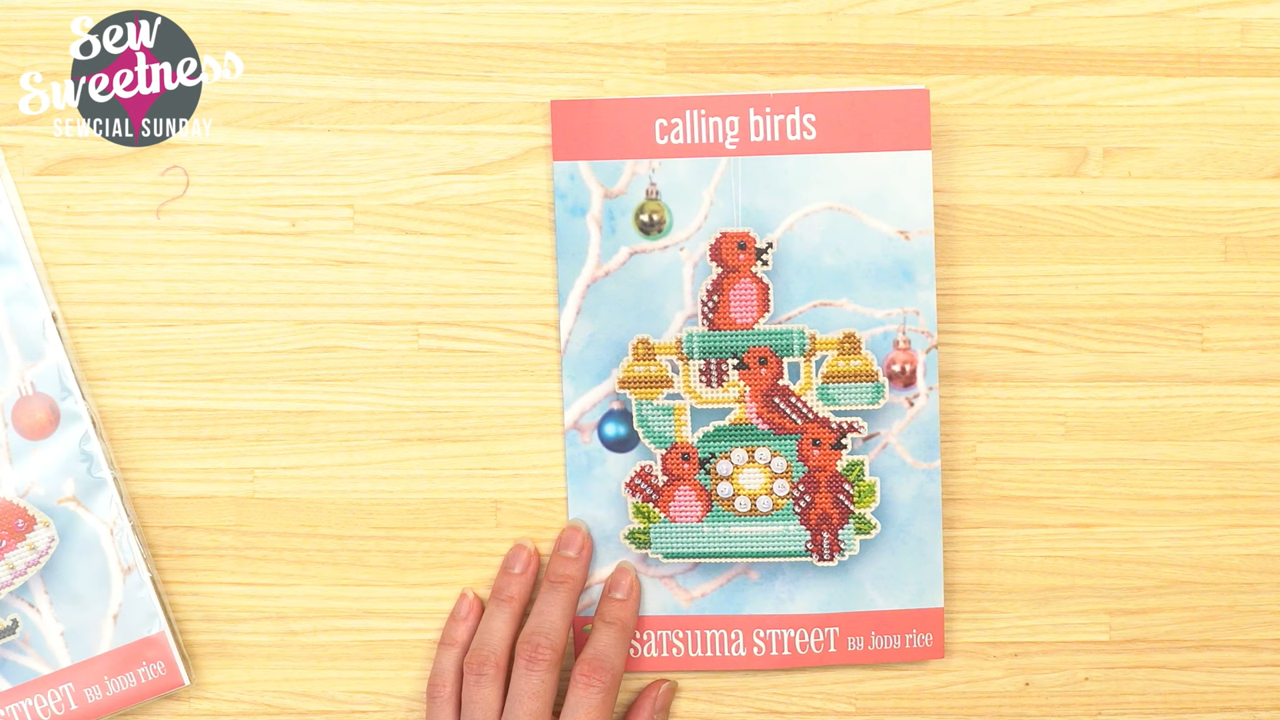 Sew
Sweetness
SEWCIAL SUNDAY
calling birds
SATSUMA STREET BY JODY RICE
STREET BY JODY RICE